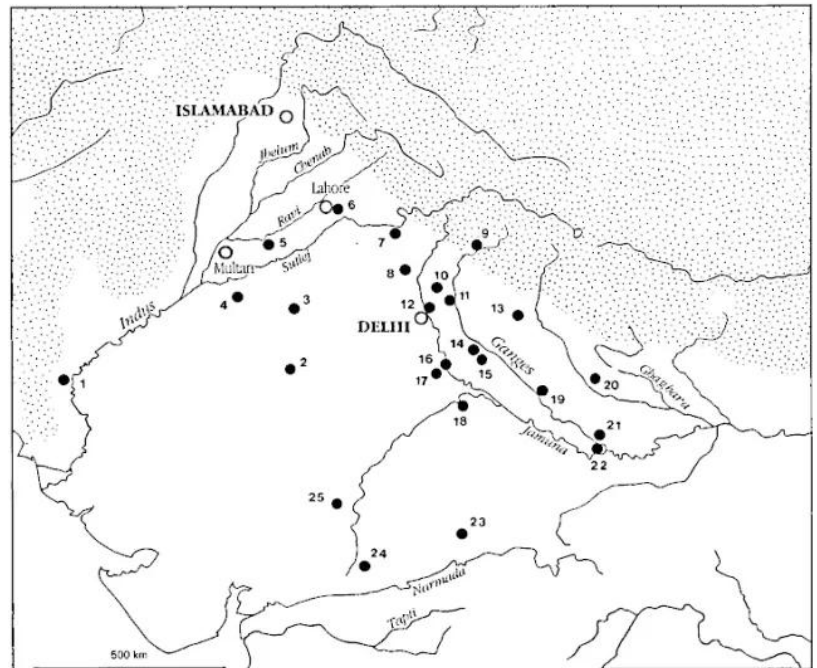 ISLAMABAD
Jhelum
Chenab
Lahore
6
Ravi
7
9
5
Multan
Sutlej
8
10
4
3
11
Indus
12
13
DELHI
14
Ganges
16
15
2
17
1
Ghaghara
19
20
18
Jamuna
21
22
25
23
24
Narmada
Tapti
500 km